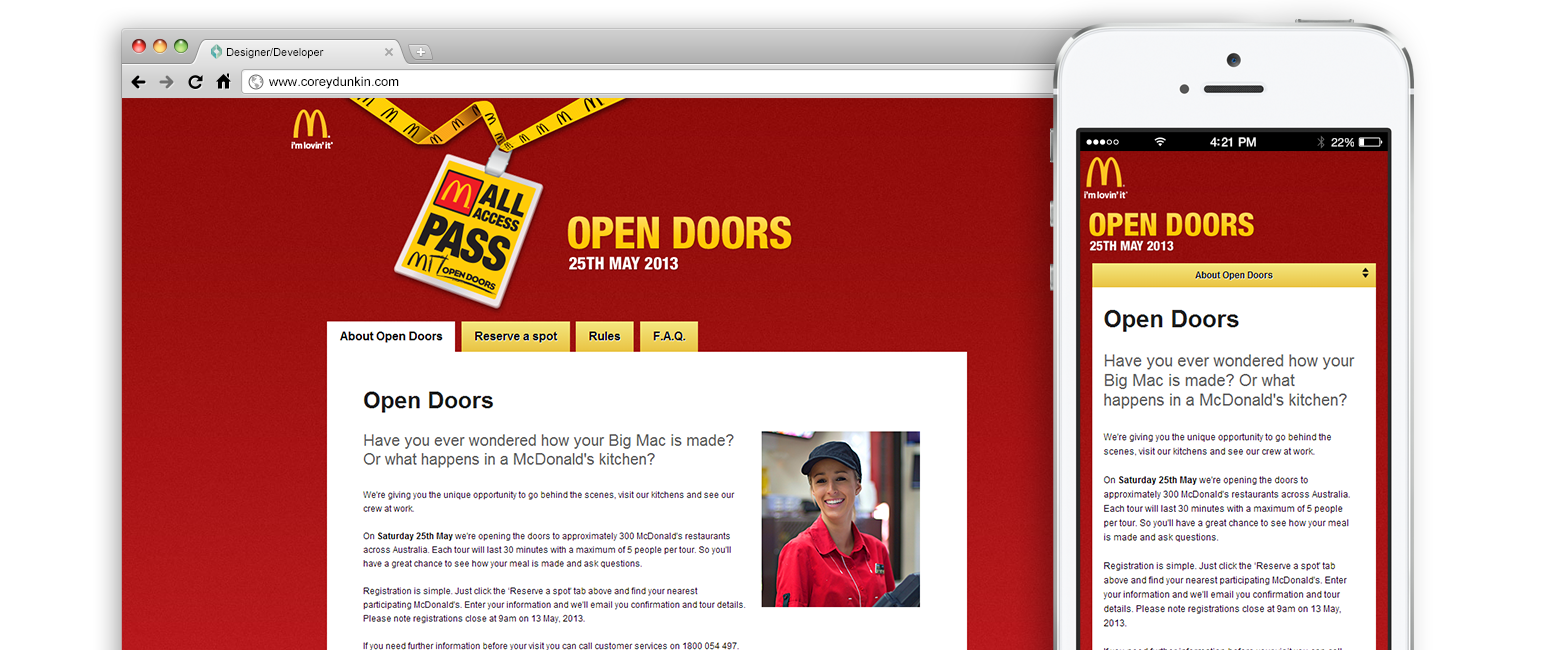 Designer/Developer
www.coreydunkin.com
M
i'm lovin' it
ALL
ACCESS
PASS
MIT
OPEN DOORS
OPEN DOORS
25TH MAY 2013
About Open Doors
Reserve a spot
Rules
F.A.Q.
Open Doors
Have you ever wondered how your Big Mac is made?
Or what happens in a McDonald's kitchen?
We're giving you the unique opportunity to go behind the scenes, visit our kitchens and see our
crew at work.
On Saturday 25th May we're opening the doors to approximately 300 McDonald's restaurants
across Australia. Each tour will last 30 minutes with a maximum of 5 people per tour. So you'll
have a great chance to see how your meal is made and ask questions.
Registration is simple. Just click the 'Reserve a spot' tab above and find your nearest
participating McDonald's. Enter your information and we'll email you confirmation and tour details.
Please note registrations close at 9am on 13 May, 2013.
If you need further information before your visit you can call customer services on 1800 054 497.
4:21 PM
22%
M
i'm lovin' it
OPEN DOORS
25TH MAY 2013
About Open Doors
Open Doors
Have you ever wondered how your
Big Mac is made? Or what
happens in a McDonald's kitchen?
We're giving you the unique opportunity to go behind the
scenes, visit our kitchens and see our crew at work.
On Saturday 25th May we're opening the doors to
approximately 300 McDonald's restaurants across Australia.
Each tour will last 30 minutes with a maximum of 5 people
per tour. So you'll have a great chance to see how your meal
is made and ask questions.
Registration is simple. Just click the 'Reserve a spot' tab
above and find your nearest participating McDonald's. Enter
your information and we'll email you confirmation and tour
details. Please note registrations close at 9am on 13 May,
2013.